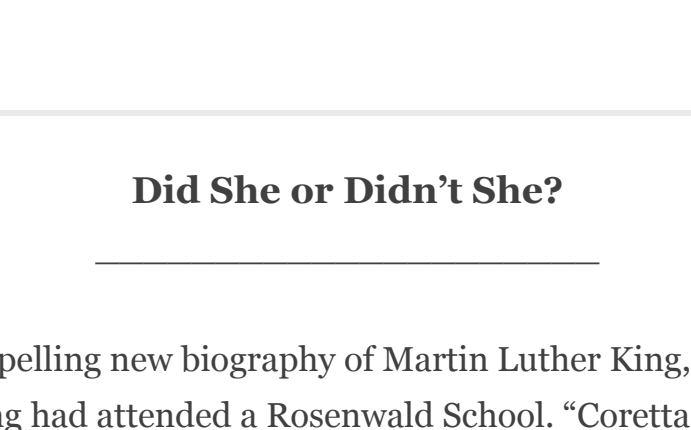 Did She or Didn’t She?
pelling new biography of Martin Luther King,
had attended a Rosenwald School. “Coretta